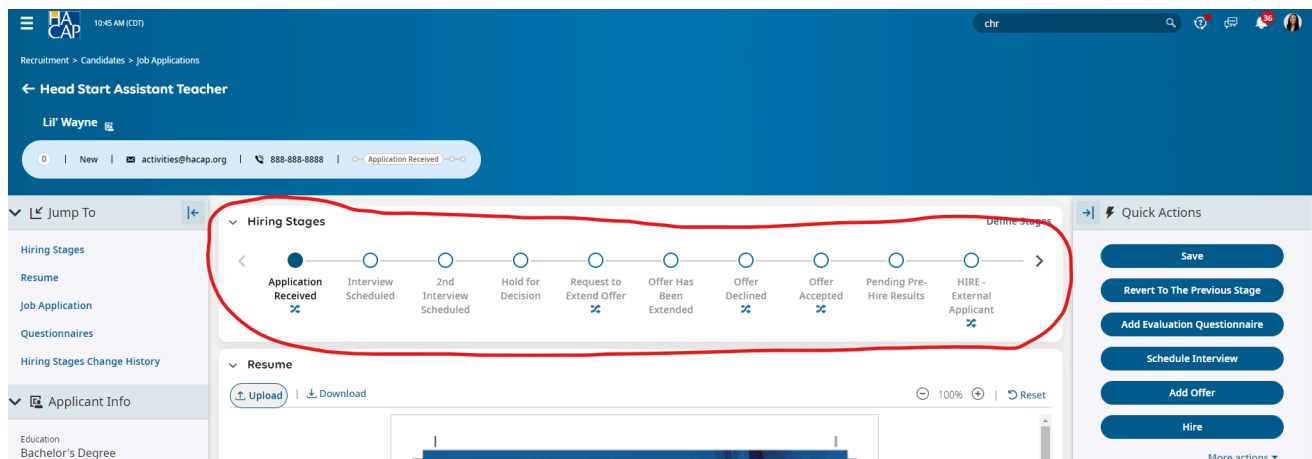 HA
CAP
10:45 AM (CDT)
chr
36
Recruitment > Candidates > Job Applications
← Head Start Assistant Teacher
Lil' Wayne
0 | New | activities@hacap.org | 888-888-8888 | Application Received
Jump To
Hiring Stages
Resume
Job Application
Questionnaires
Hiring Stages Change History
Applicant Info
Education
Bachelor's Degree
Hiring Stages
Define Stages
Application Received
Interview Scheduled
2nd Interview Scheduled
Hold for Decision
Request to Extend Offer
Offer Has Been Extended
Offer Declined
Offer Accepted
Pending Pre-Hire Results
HIRE - External Applicant
Resume
Upload | Download
100% | Reset
Quick Actions
Save
Revert To The Previous Stage
Add Evaluation Questionnaire
Schedule Interview
Add Offer
Hire
More actions